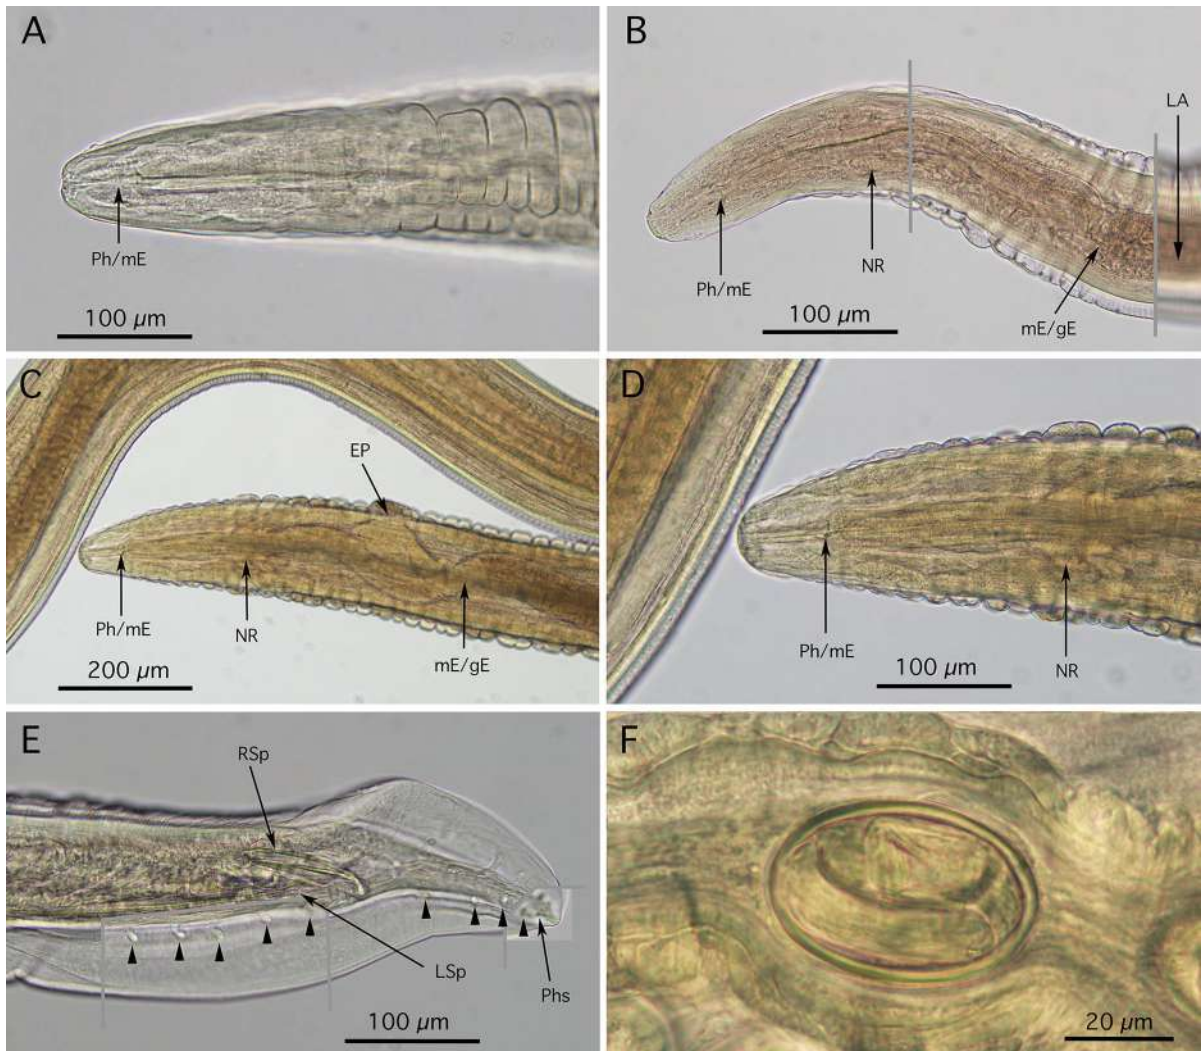 A
Ph/mE
100 µm
B
LA
NR
Ph/mE
mE/gE
100 µm
C
EP
Ph/mE
NR
mE/gE
200 µm
D
Ph/mE
NR
100 µm
E
RSp
LSp
Phs
100 µm
F
20 µm